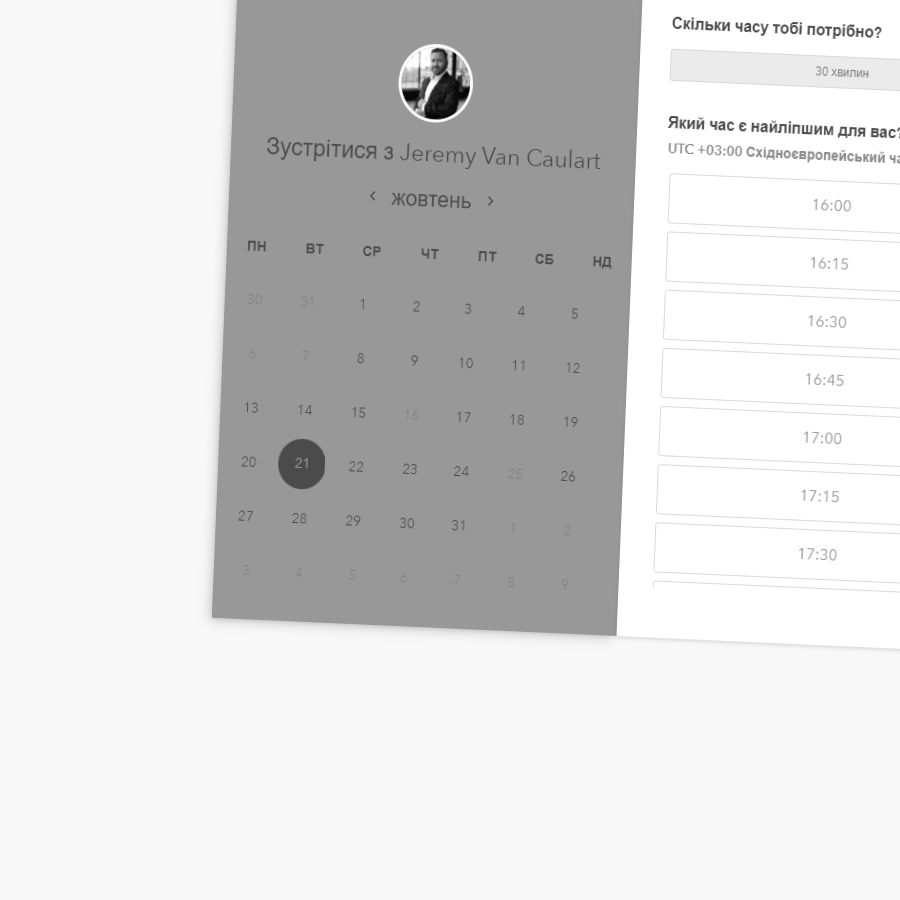 Зустрітися з Jeremy Van Caulart
‹ жовтень ›
ПН ВТ СР ЧТ ПТ СБ НД
30 31 1 2 3 4 5
6 7 8 9 10 11 12
13 14 15 16 17 18 19
20 21 22 23 24 25 26
27 28 29 30 31 1 2
3 4 5 6 7 8 9
Скільки часу тобі потрібно?
30 хвилин
Який час є найліпшим для вас?
UTC +03:00 Східноєвропейський
16:00
16:15
16:30
16:45
17:00
17:15
17:30